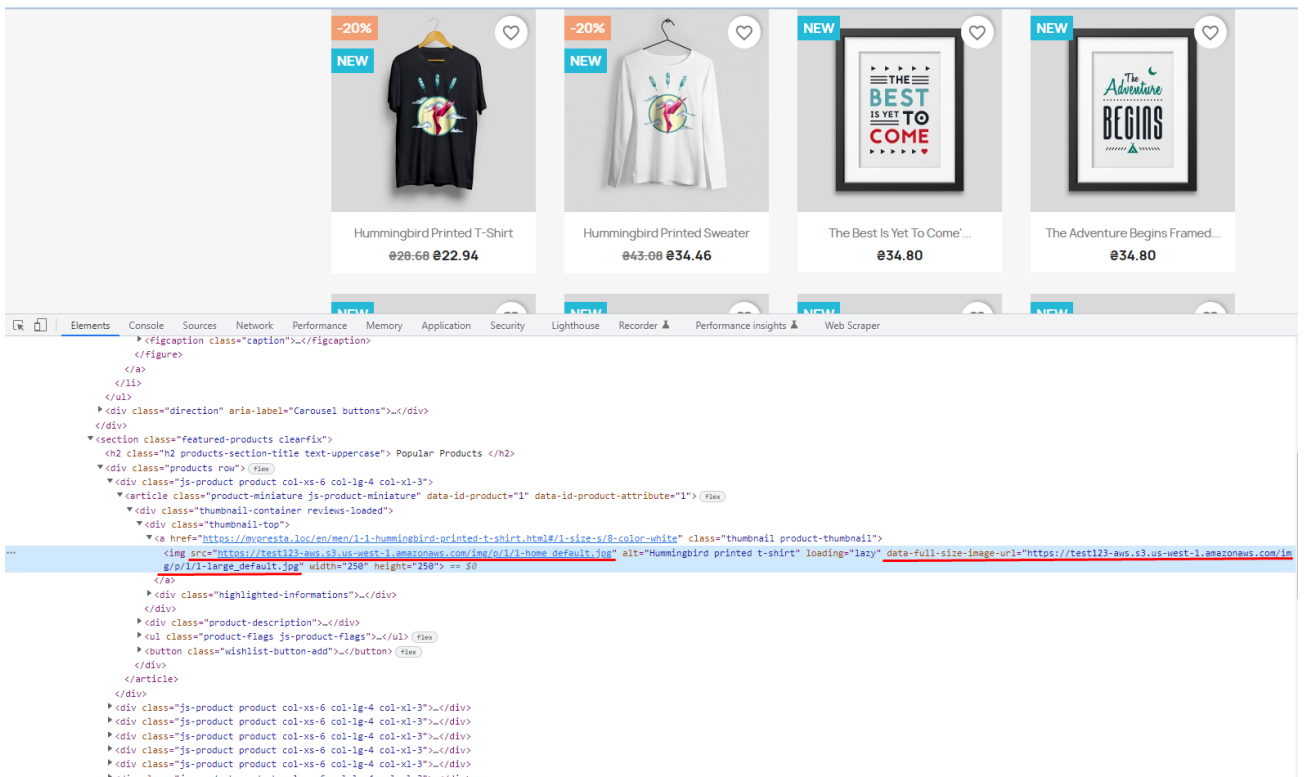 -20%
NEW
-20%
NEW
NEW
THE
BEST
IS YET TO
COME
NEW
The
Adventure
BEGINS
Hummingbird Printed T-Shirt
₴28.68 ₴22.94
Hummingbird Printed Sweater
₴43.08 ₴34.46
The Best Is Yet To Come'...
₴34.80
The Adventure Begins Framed...
₴34.80
NEW NEW NEW NEW
Elements Console Sources Network Performance Memory Application Security Lighthouse Recorder Performance insights Web Scraper
<figcaption class="caption">…</figcaption>
</figure>
</a>
</li>
</ul>
<div class="direction" aria-label="Carousel buttons">…</div>
</div>
<section class="featured-products clearfix">
<h2 class="h2 products-section-title text-uppercase"> Popular Products </h2>
<div class="products row"> flex
<div class="js-product product col-xs-6 col-lg-4 col-xl-3">
<article class="product-miniature js-product-miniature" data-id-product="1" data-id-product-attribute="1"> flex
<div class="thumbnail-container reviews-loaded">
<div class="thumbnail-top">
<a href="https://mypresta.loc/en/men/1-1-hummingbird-printed-t-shirt.html#/1-size-s/8-color-white" class="thumbnail product-thumbnail">
… <img src="https://test123-aws.s3.us-west-1.amazonaws.com/img/p/1/1-home_default.jpg" alt="Hummingbird printed t-shirt" loading="lazy" data-full-size-image-url="https://test123-aws.s3.us-west-1.amazonaws.com/im
g/p/1/1-large_default.jpg" width="250" height="250"> == $0
</a>
<div class="highlighted-informations">…</div>
</div>
<div class="product-description">…</div>
<ul class="product-flags js-product-flags">…</ul> flex
<button class="wishlist-button-add">…</button> flex
</div>
</article>
</div>
<div class="js-product product col-xs-6 col-lg-4 col-xl-3">…</div>
<div class="js-product product col-xs-6 col-lg-4 col-xl-3">…</div>
<div class="js-product product col-xs-6 col-lg-4 col-xl-3">…</div>
<div class="js-product product col-xs-6 col-lg-4 col-xl-3">…</div>
<div class="js-product product col-xs-6 col-lg-4 col-xl-3">…</div>